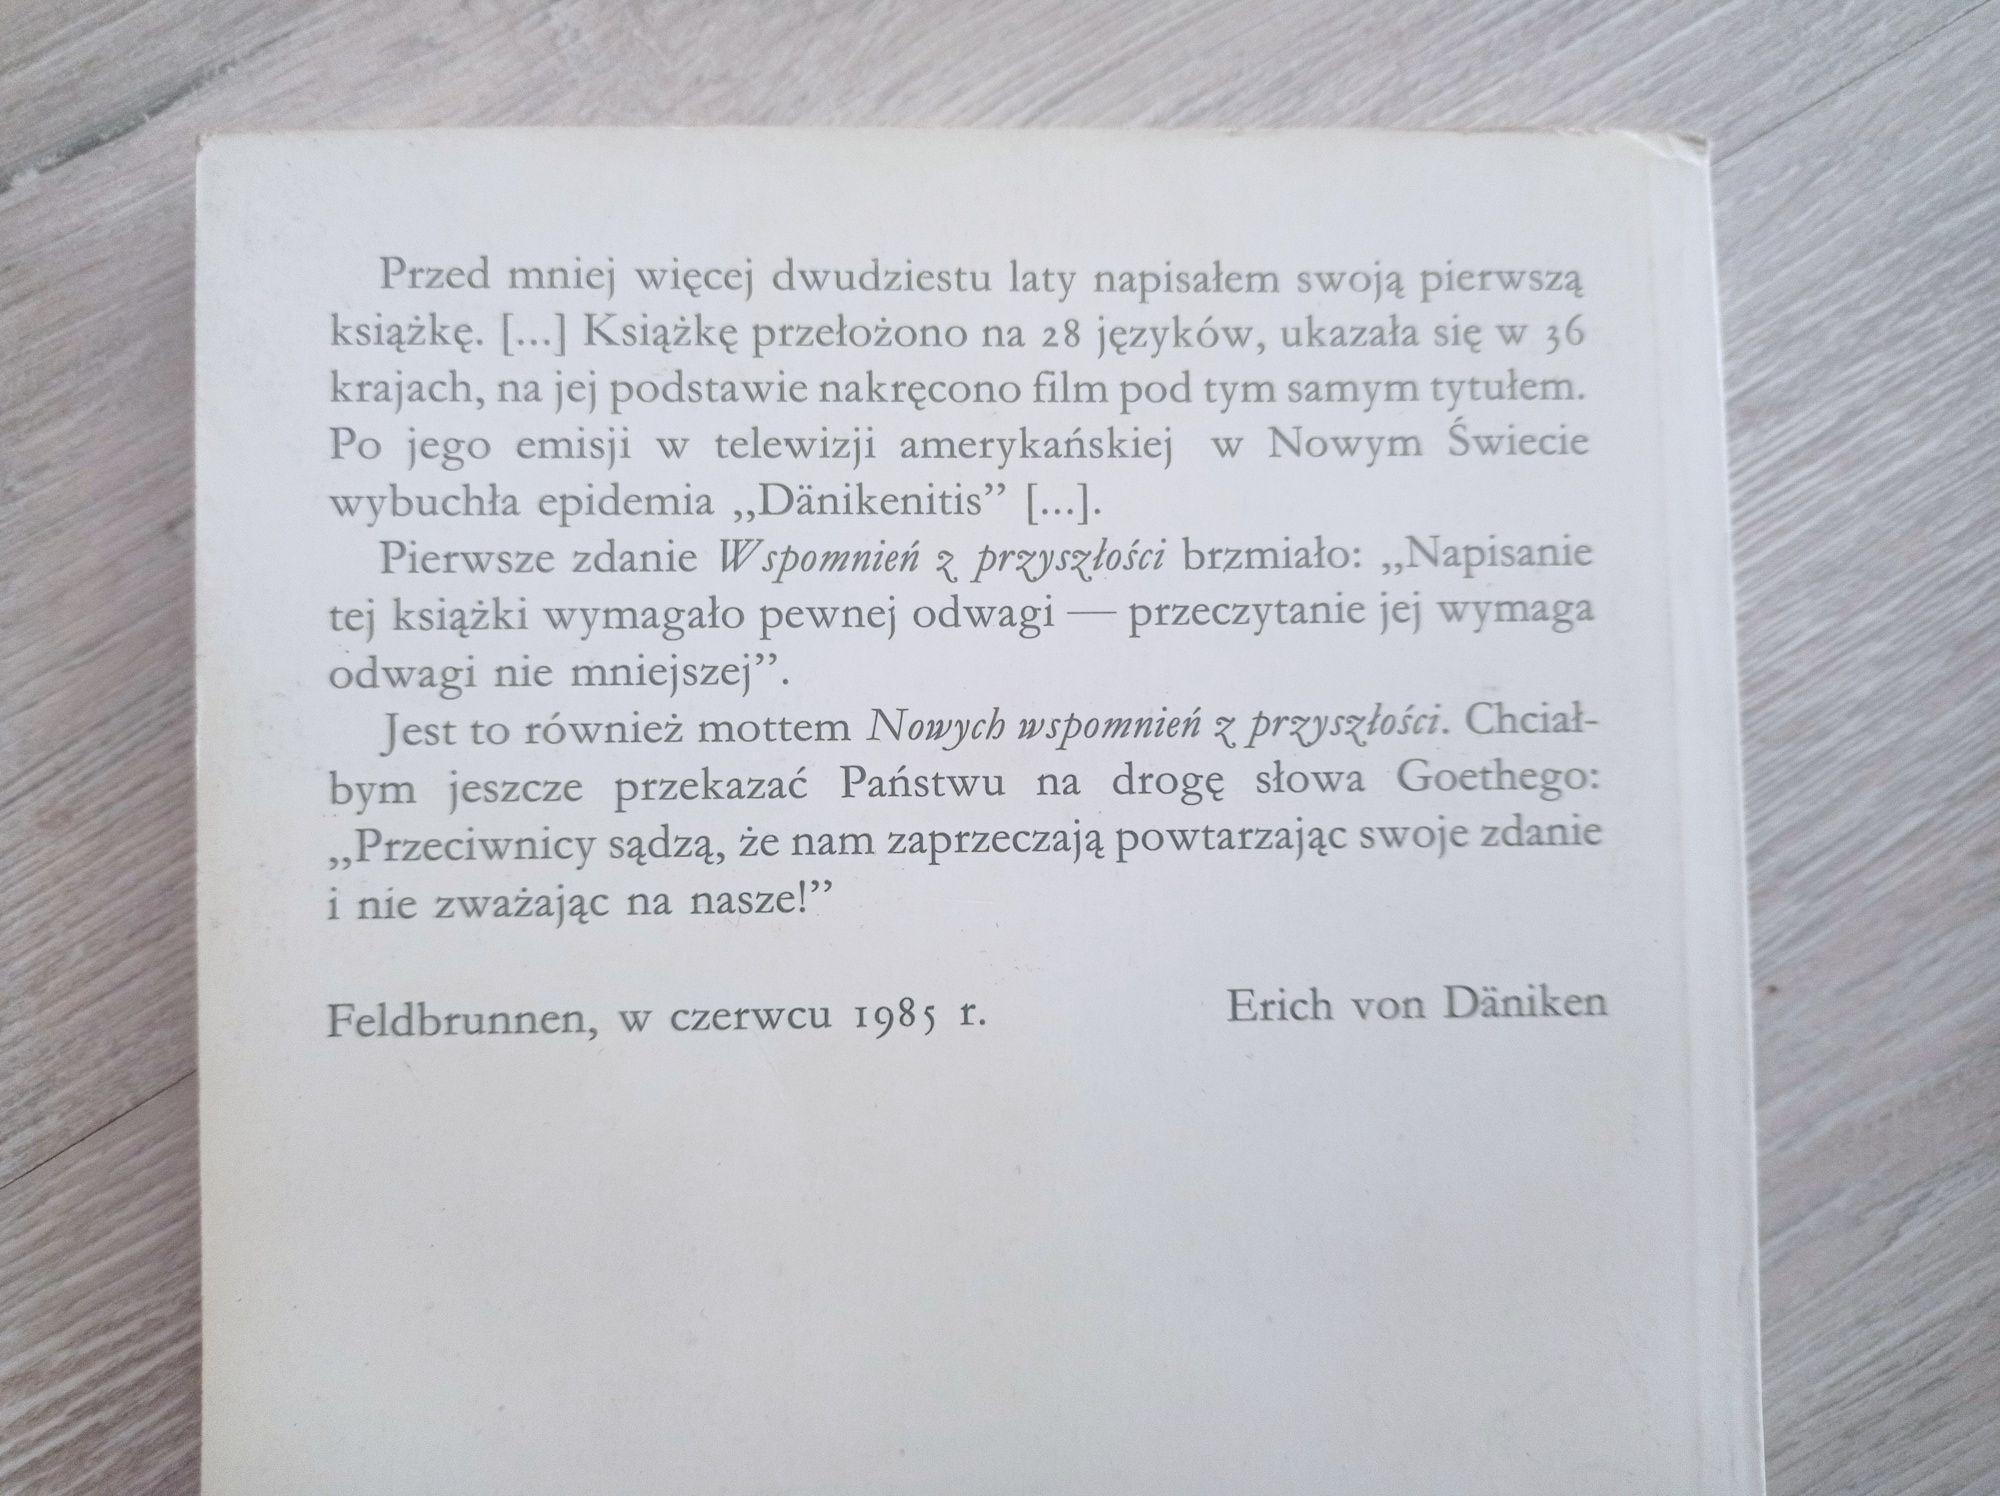 Przed mniej więcej dwudziestu laty napisałem swoją pierwszą
książkę. [...] Książkę przełożono na 28 języków, ukazała się w 36
krajach, na jej podstawie nakręcono film pod tym samym tytułem.
Po jego emisji w telewizji amerykańskiej w Nowym Świecie
wybuchła epidemia „Dänikenitis” [...].
Pierwsze zdanie Wspomnień z przyszłości brzmiało: „Napisanie
tej książki wymagało pewnej odwagi — przeczytanie jej wymaga
odwagi nie mniejszej”.
Jest to również mottem Nowych wspomnień z przyszłości. Chciał-
bym jeszcze przekazać Państwu na drogę słowa Goethego:
„Przeciwnicy sądzą, że nam zaprzeczają powtarzając swoje zdanie
i nie zważając na nasze!”
Feldbrunnen, w czerwcu 1985 r. Erich von Däniken